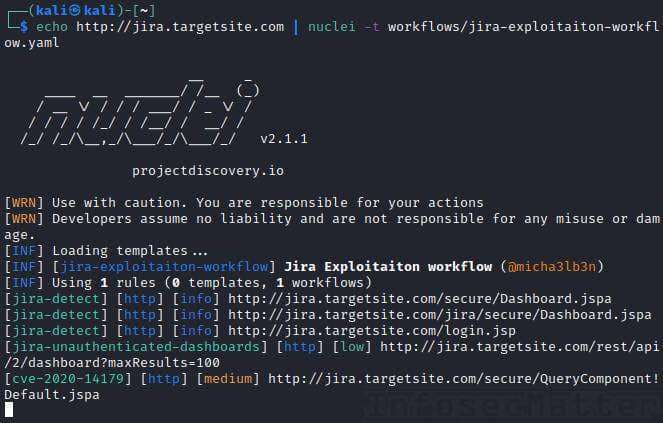 (kali㉿kali)-[~]
$ echo http://jira.targetsite.com | nuclei -t workflows/jira-exploitation-workfl
ow.yaml
nuclei v2.1.1
projectdiscovery.io
[WRN] Use with caution. You are responsible for your actions
[WRN] Developers assume no liability and are not responsible for any misuse or dam
age.
[INF] Loading templates...
[INF] [jira-exploitaiton-workflow] Jira Exploitaiton workflow (@micha3lb3n)
[INF] Using 1 rules (0 templates, 1 workflows)
[jira-detect] [http] [info] http://jira.targetsite.com/secure/Dashboard.jspa
[jira-detect] [http] [info] http://jira.targetsite.com/jira/secure/Dashboard.jspa
[jira-detect] [http] [info] http://jira.targetsite.com/login.jsp
[jira-unauthenticated-dashboards] [http] [low] http://jira.targetsite.com/rest/api
/2/dashboard?maxResults=100
[cve-2020-14179] [http] [medium] http://jira.targetsite.com/secure/QueryComponent!
Default.jspa
InfosecMatter